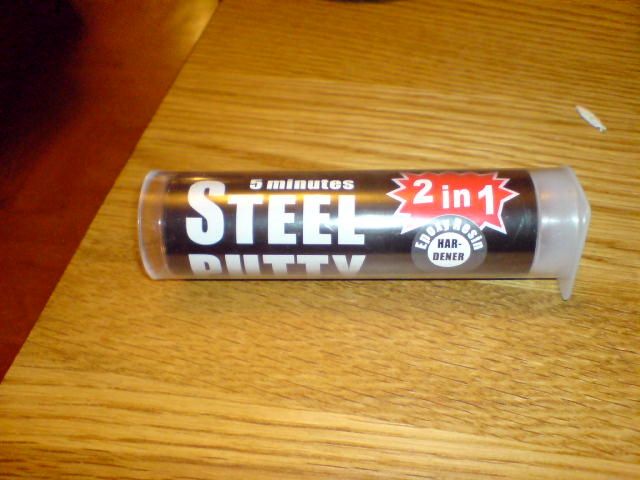 5 minutes
STEEL
PUTTY
2 in 1
Epoxy Resin
HAR-
DENER